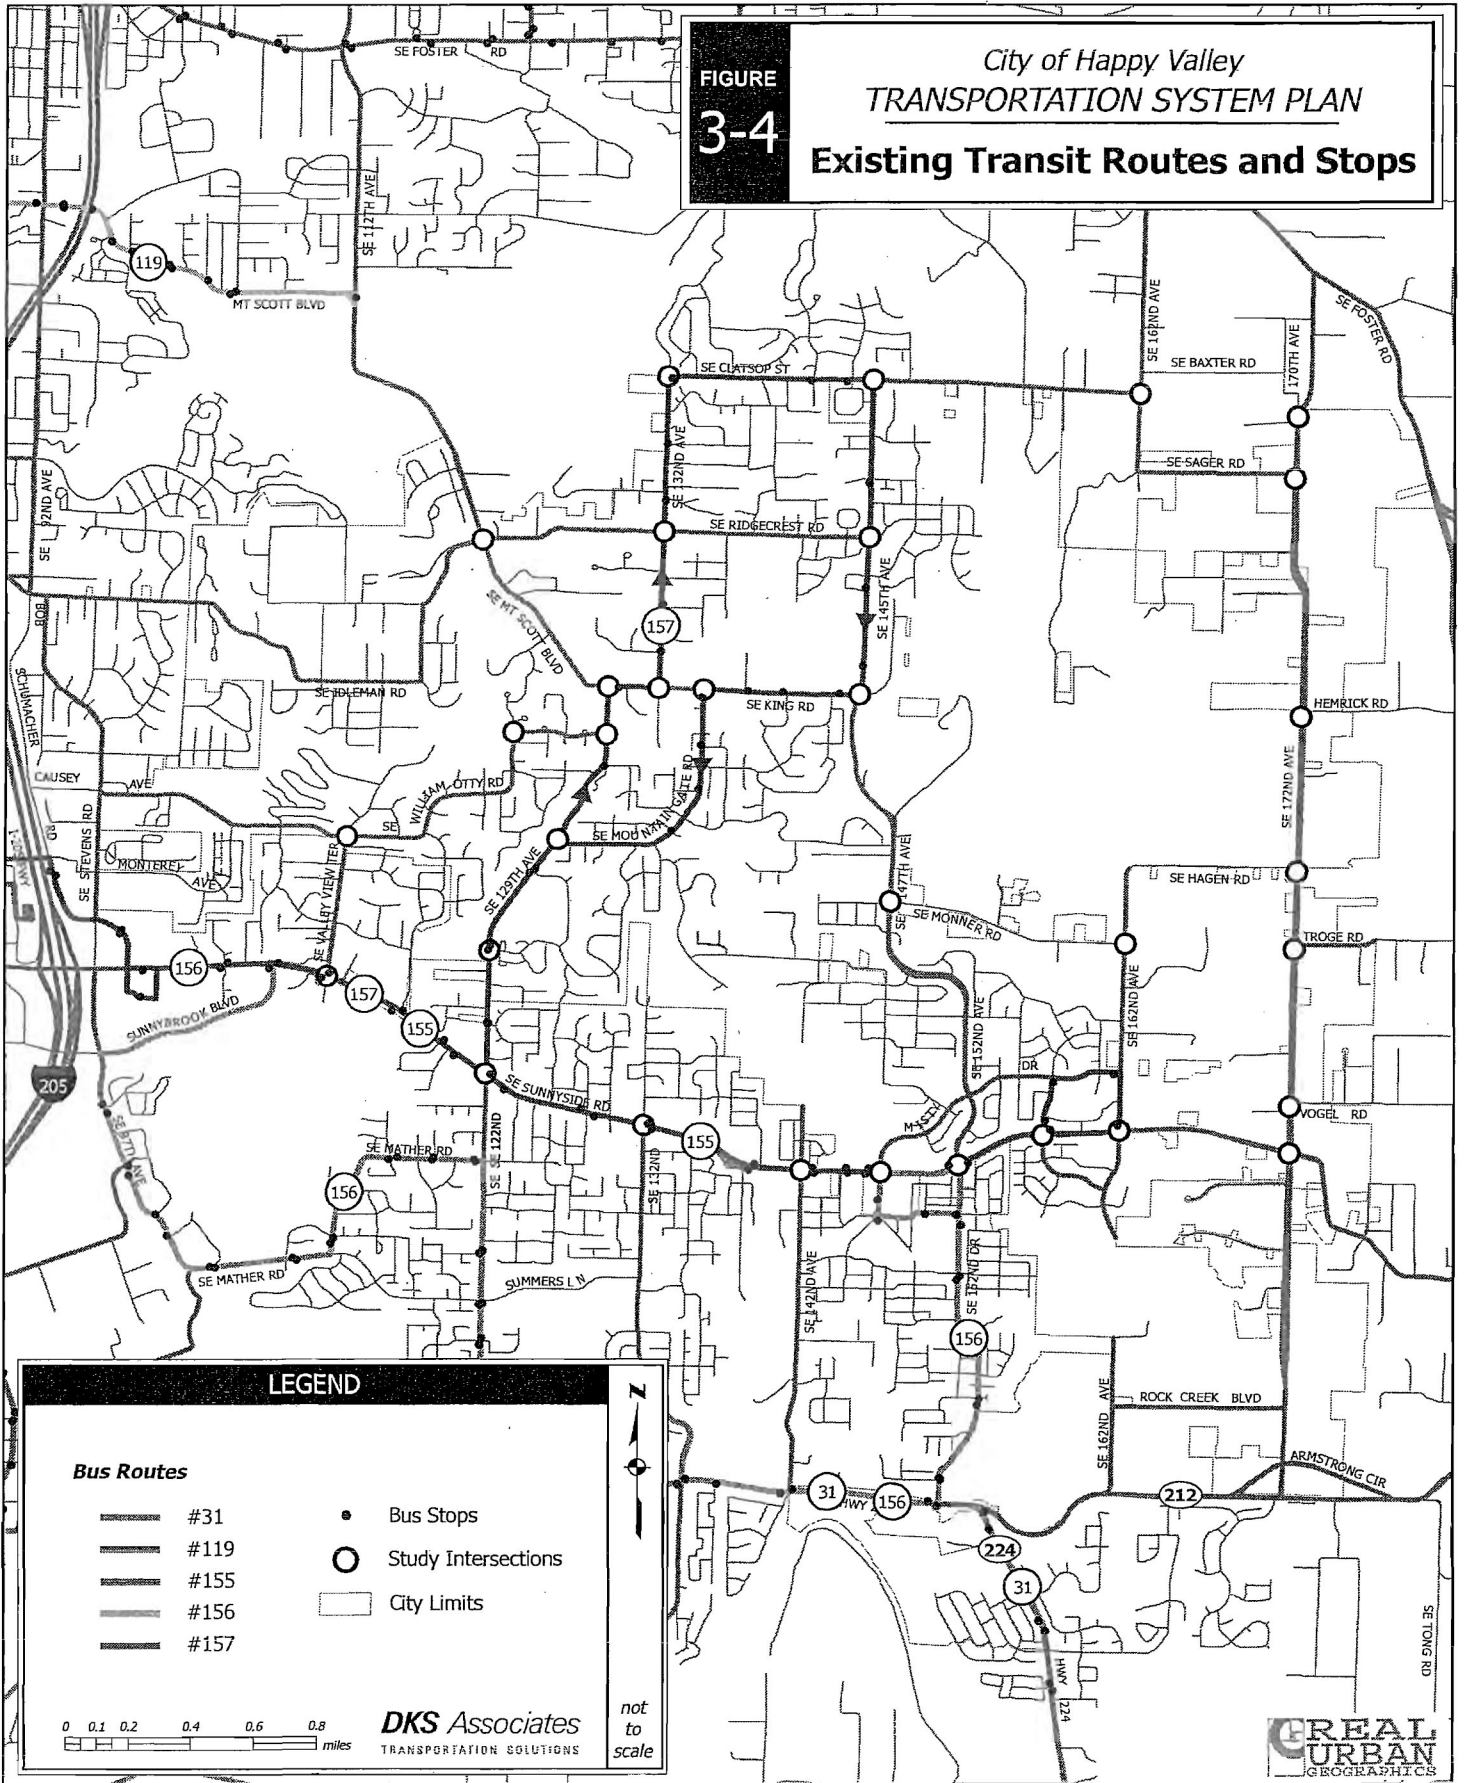 FIGURE
3-4
City of Happy Valley
TRANSPORTATION SYSTEM PLAN
Existing Transit Routes and Stops
SE FOSTER RD
SE 112TH AVE
119
MT SCOTT BLVD
SE 162ND AVE
SE FOSTER RD
170TH AVE
SE BAXTER RD
SE CLATSOP ST
SE 132ND AVE
SE SAGER RD
SE 92ND AVE
SE RIDGECREST RD
SE MT SCOTT BLVD
SE 145TH AVE
157
BOB
SCHUMACHER
RD
SE IDLEMAN RD
SE KING RD
HEMRICK RD
SE 172ND AVE
CAUSEY AVE
SE WILLIAM OTTY RD
SE MOUNTAIN GATE RD
SE STEVENS RD
MONTEREY
AVE
SE VALLEY VIEW TER
SE 129TH AVE
SE 147TH AVE
SE HAGEN RD
SE MONNER RD
TROGE RD
156
157
155
SUNNYBROOK BLVD
SE 152ND AVE
SE 162ND AVE
205
MISTY DR
SE SUNNYSIDE RD
VOGEL RD
SE 97TH AVE
SE MATHER RD
SE 122ND
SE
SE 132ND
155
156
SE MATHER RD
SUMMERS LN
SE 142ND AVE
SE 152ND DR
156
SE 162ND AVE
ROCK CREEK BLVD
ARMSTRONG CIR
31
HWY
156
212
224
31
HWY 224
SE TONG RD
LEGEND
Bus Routes
#31
#119
#155
#156
#157
Bus Stops
Study Intersections
City Limits
0 0.1 0.2 0.4 0.6 0.8
miles
DKS Associates
TRANSPORTATION SOLUTIONS
N
not
to
scale
REAL
URBAN
GEOGRAPHICS